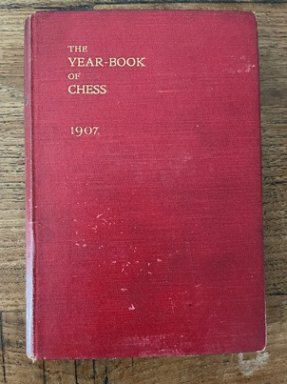 THE
YEAR-BOOK
OF
CHESS
1907.